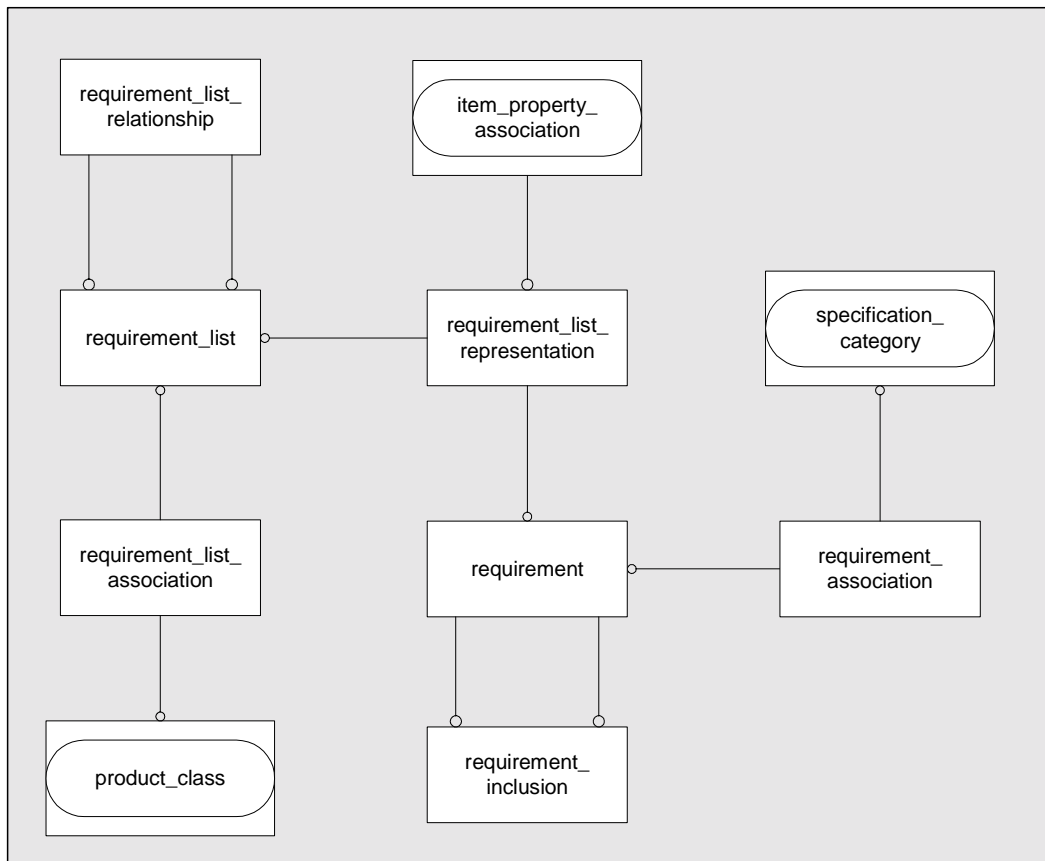 requirement_list_
relationship
item_property_
association
requirement_list
requirement_list_
representation
specification_
category
requirement_list_
association
requirement
requirement_
association
product_class
requirement_
inclusion